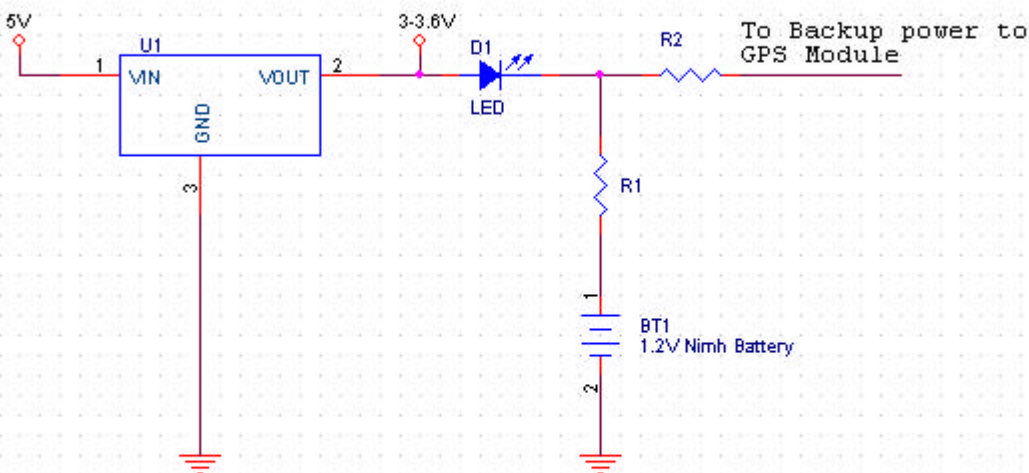 5V
3-3.6V
To Backup power to
GPS Module
U1
D1
R2
1
VIN
VOUT
2
LED
GND
3
R1
1
BT1
1.2V Nimh Battery
2